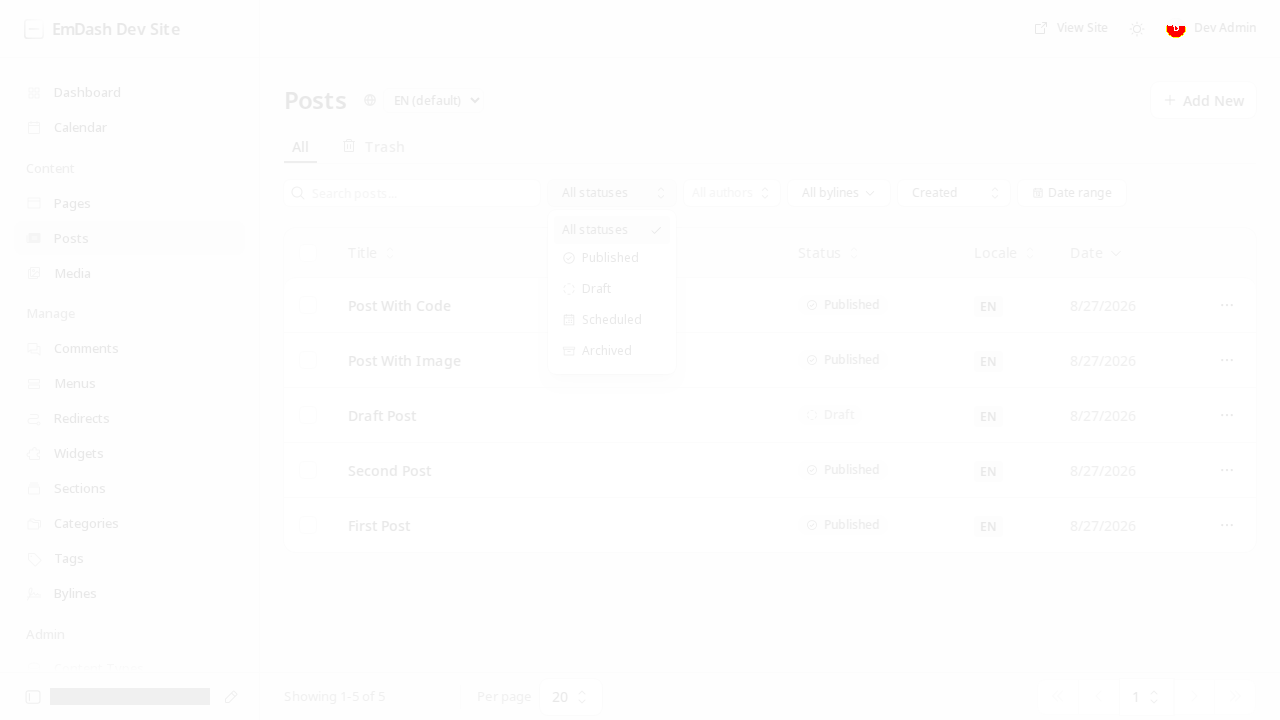 EmDash Dev Site
View Site
Dev Admin
Dashboard
Calendar
Content
Pages
Posts
Media
Manage
Comments
Menus
Redirects
Widgets
Sections
Categories
Tags
Bylines
Admin
Posts
EN (default)
Add New
All
Trash
Search posts...
All statuses
All authors
All bylines
Created
Date range
All statuses
Published
Draft
Scheduled
Archived
Title
Status
Locale
Date
Post With Code
Published
EN
8/27/2026
Post With Image
Published
EN
8/27/2026
Draft Post
Draft
EN
8/27/2026
Second Post
Published
EN
8/27/2026
First Post
Published
EN
8/27/2026
Showing 1-5 of 5
Per page
20
1